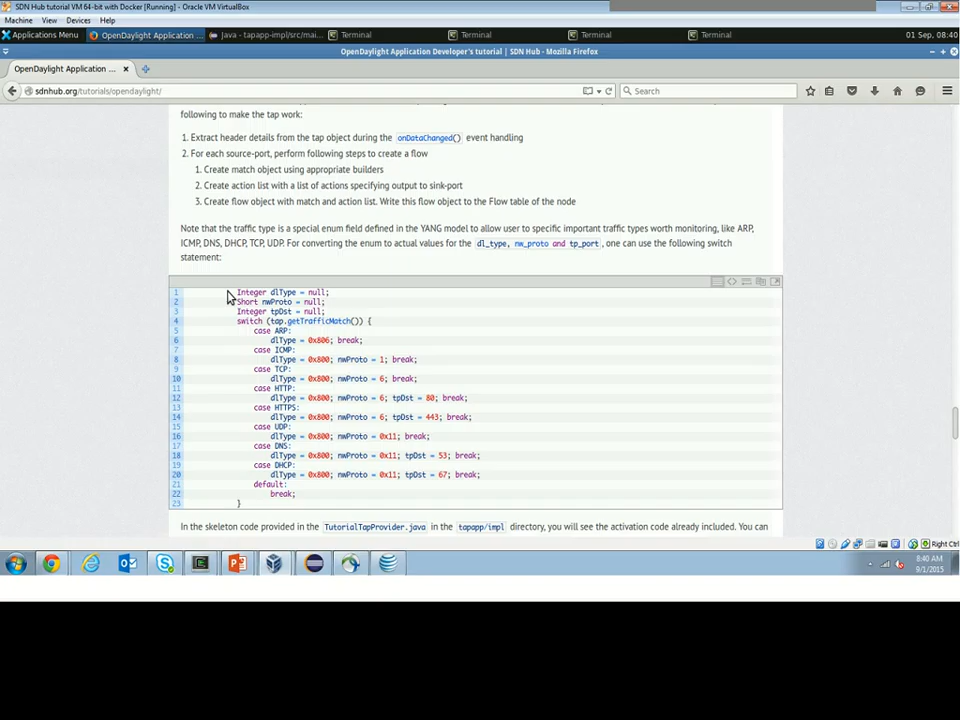 SDN Hub tutorial VM 64-bit with Docker [Running] - Oracle VM VirtualBox
Machine View Devices Help
Applications Menu OpenDaylight Application ... Java - tapapp-impl/src/mai... Terminal Terminal Terminal Terminal 01 Sep, 08:40
OpenDaylight Application Developer's tutorial | SDN Hub - Mozilla Firefox
OpenDaylight Application ...
sdnhub.org/tutorials/opendaylight/ Search
following to make the tap work:
1. Extract header details from the tap object during the onDataChanged() event handling
2. For each source-port, perform following steps to create a flow
1. Create match object using appropriate builders
2. Create action list with a list of actions specifying output to sink-port
3. Create flow object with match and action list. Write this flow object to the Flow table of the node
Note that the traffic type is a special enum field defined in the YANG model to allow user to specific important traffic types worth monitoring, like ARP,
ICMP, DNS, DHCP, TCP, UDP. For converting the enum to actual values for the dl_type, nw_proto and tp_port, one can use the following switch
statement:
1 Integer dlType = null;
2 Short nwProto = null;
3 Integer tpDst = null;
4 switch (tap.getTrafficMatch()) {
5 case ARP:
6 dlType = 0x806; break;
7 case ICMP:
8 dlType = 0x800; nwProto = 1; break;
9 case TCP:
10 dlType = 0x800; nwProto = 6; break;
11 case HTTP:
12 dlType = 0x800; nwProto = 6; tpDst = 80; break;
13 case HTTPS:
14 dlType = 0x800; nwProto = 6; tpDst = 443; break;
15 case UDP:
16 dlType = 0x800; nwProto = 0x11; break;
17 case DNS:
18 dlType = 0x800; nwProto = 0x11; tpDst = 53; break;
19 case DHCP:
20 dlType = 0x800; nwProto = 0x11; tpDst = 67; break;
21 default:
22 break;
23 }
In the skeleton code provided in the TutorialTapProvider.java in the tapapp/impl directory, you will see the activation code already included. You can
Right Ctrl
8:40 AM
9/1/2015